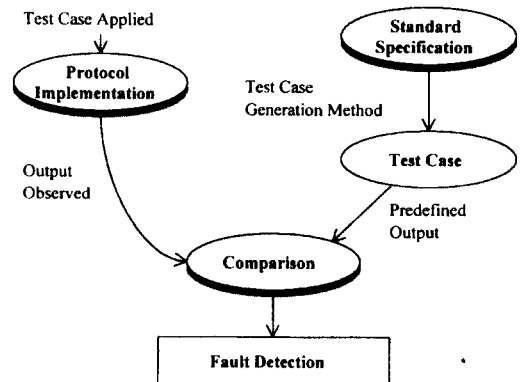 Test Case Applied
Protocol
Implementation
Standard
Specification
Test Case
Generation Method
Output
Observed
Test Case
Predefined
Output
Comparison
Fault Detection